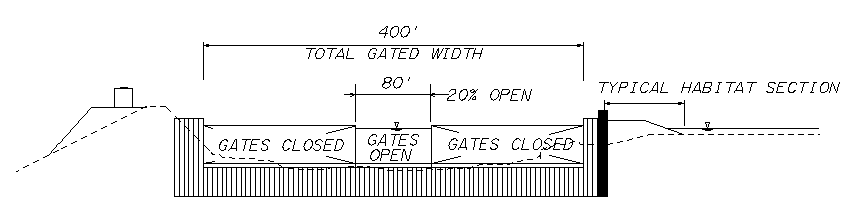 400'
TOTAL GATED WIDTH
80'
20% OPEN
TYPICAL HABITAT SECTION
GATES CLOSED
GATES
OPEN
GATES CLOSED